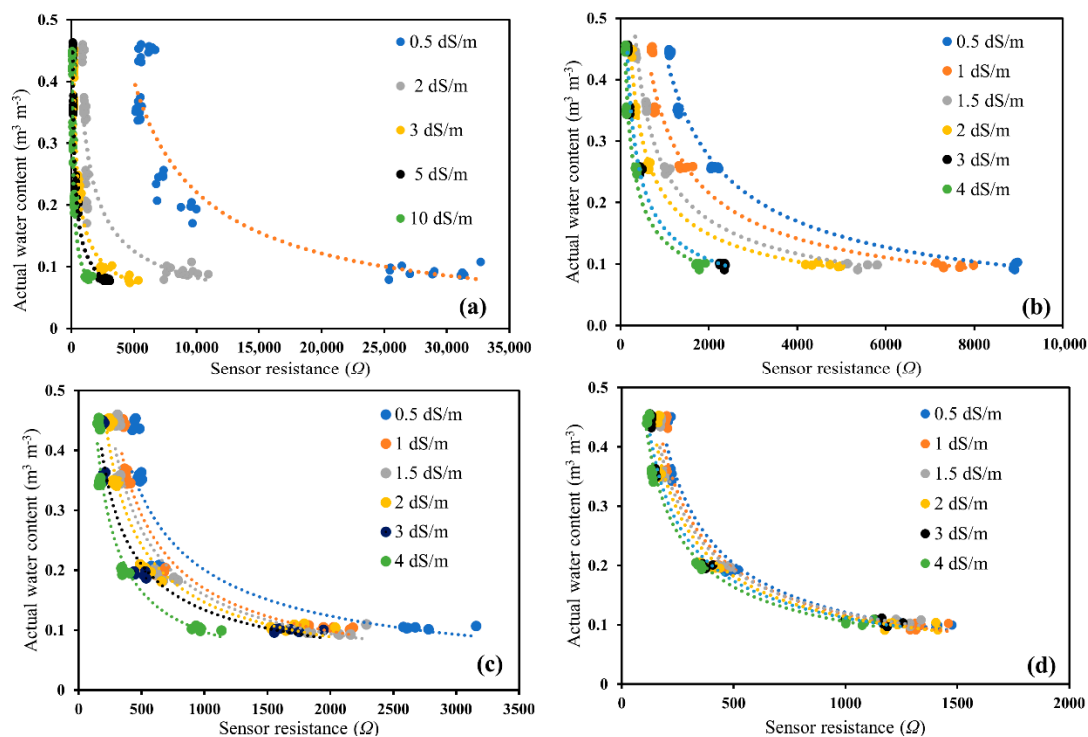 0.5
0.4
0.3
0.2
0.1
0
Actual water content (m³ m⁻³)
0.5 dS/m
2 dS/m
3 dS/m
5 dS/m
10 dS/m
(a)
0 5000 10,000 15,000 20,000 25,000 30,000 35,000
Sensor resistance (Ω)
0.5
0.4
0.3
0.2
0.1
0.0
Actual water content (m³ m⁻³)
0.5 dS/m
1 dS/m
1.5 dS/m
2 dS/m
3 dS/m
4 dS/m
(b)
0 2000 4000 6000 8000 10,000
Sensor resistance (Ω)
0.5
0.4
0.3
0.2
0.1
0
Actual water content (m³ m⁻³)
0.5 dS/m
1 dS/m
1.5 dS/m
2 dS/m
3 dS/m
4 dS/m
(c)
0 500 1000 1500 2000 2500 3000 3500
Sensor resistance (Ω)
0.5
0.4
0.3
0.2
0.1
0
Actual water content (m³ m⁻³)
0.5 dS/m
1 dS/m
1.5 dS/m
2 dS/m
3 dS/m
4 dS/m
(d)
0 500 1000 1500 2000
Sensor resistance (Ω)